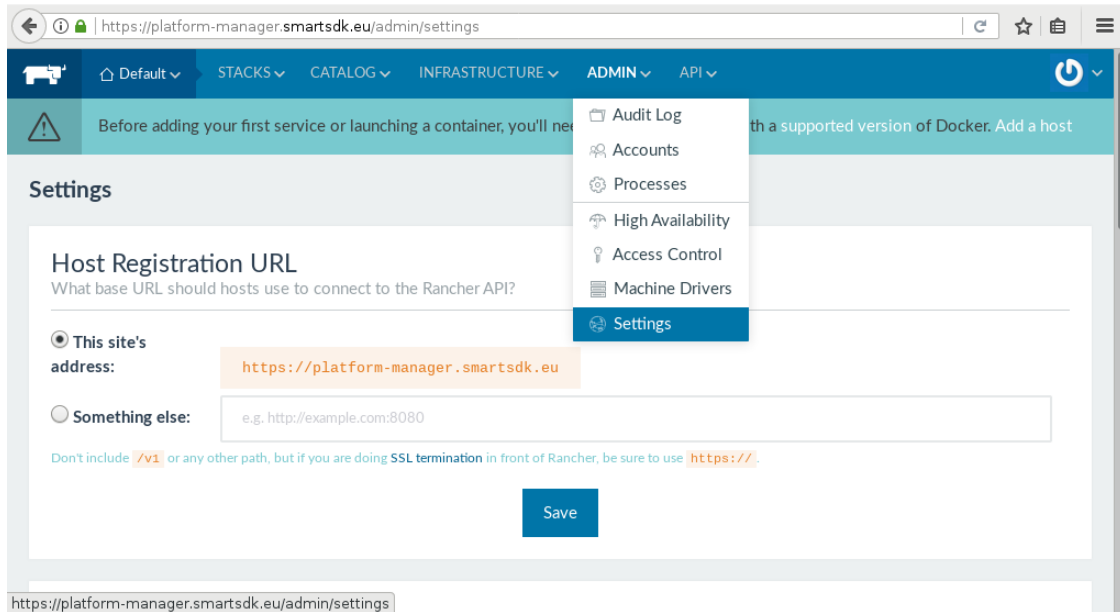 https://platform-manager.smartsdk.eu/admin/settings
Default STACKS CATALOG INFRASTRUCTURE ADMIN API
Before adding your first service or launching a container, you'll th a supported version of Docker. Add a host
Audit Log
Accounts
Processes
High Availability
Access Control
Machine Drivers
Settings
Settings
Host Registration URL
What base URL should hosts use to connect to the Rancher API?
This site's
address:
https://platform-manager.smartsdk.eu
Something else:
e.g. http://example.com:8080
Don't include /v1 or any other path, but if you are doing SSL termination in front of Rancher, be sure to use https:// .
Save
https://platform-manager.smartsdk.eu/admin/settings